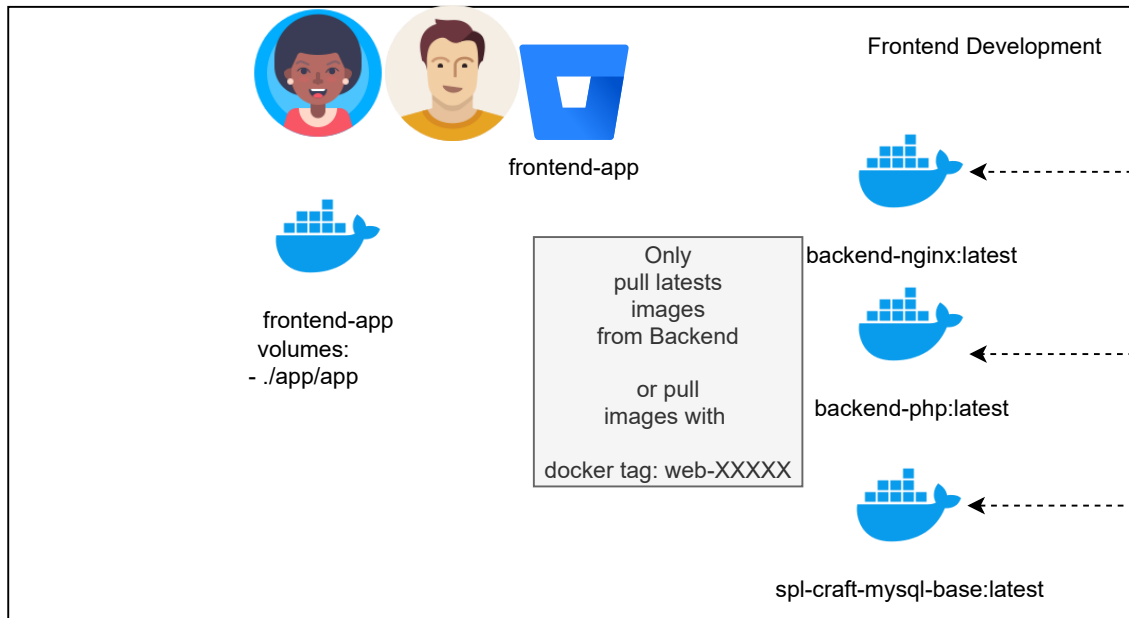 Frontend Development
frontend-app
frontend-app
volumes:
- ./app/app
Only
pull latests
images
from Backend
or pull
images with
docker tag: web-XXXXX
backend-nginx:latest
backend-php:latest
spl-craft-mysql-base:latest